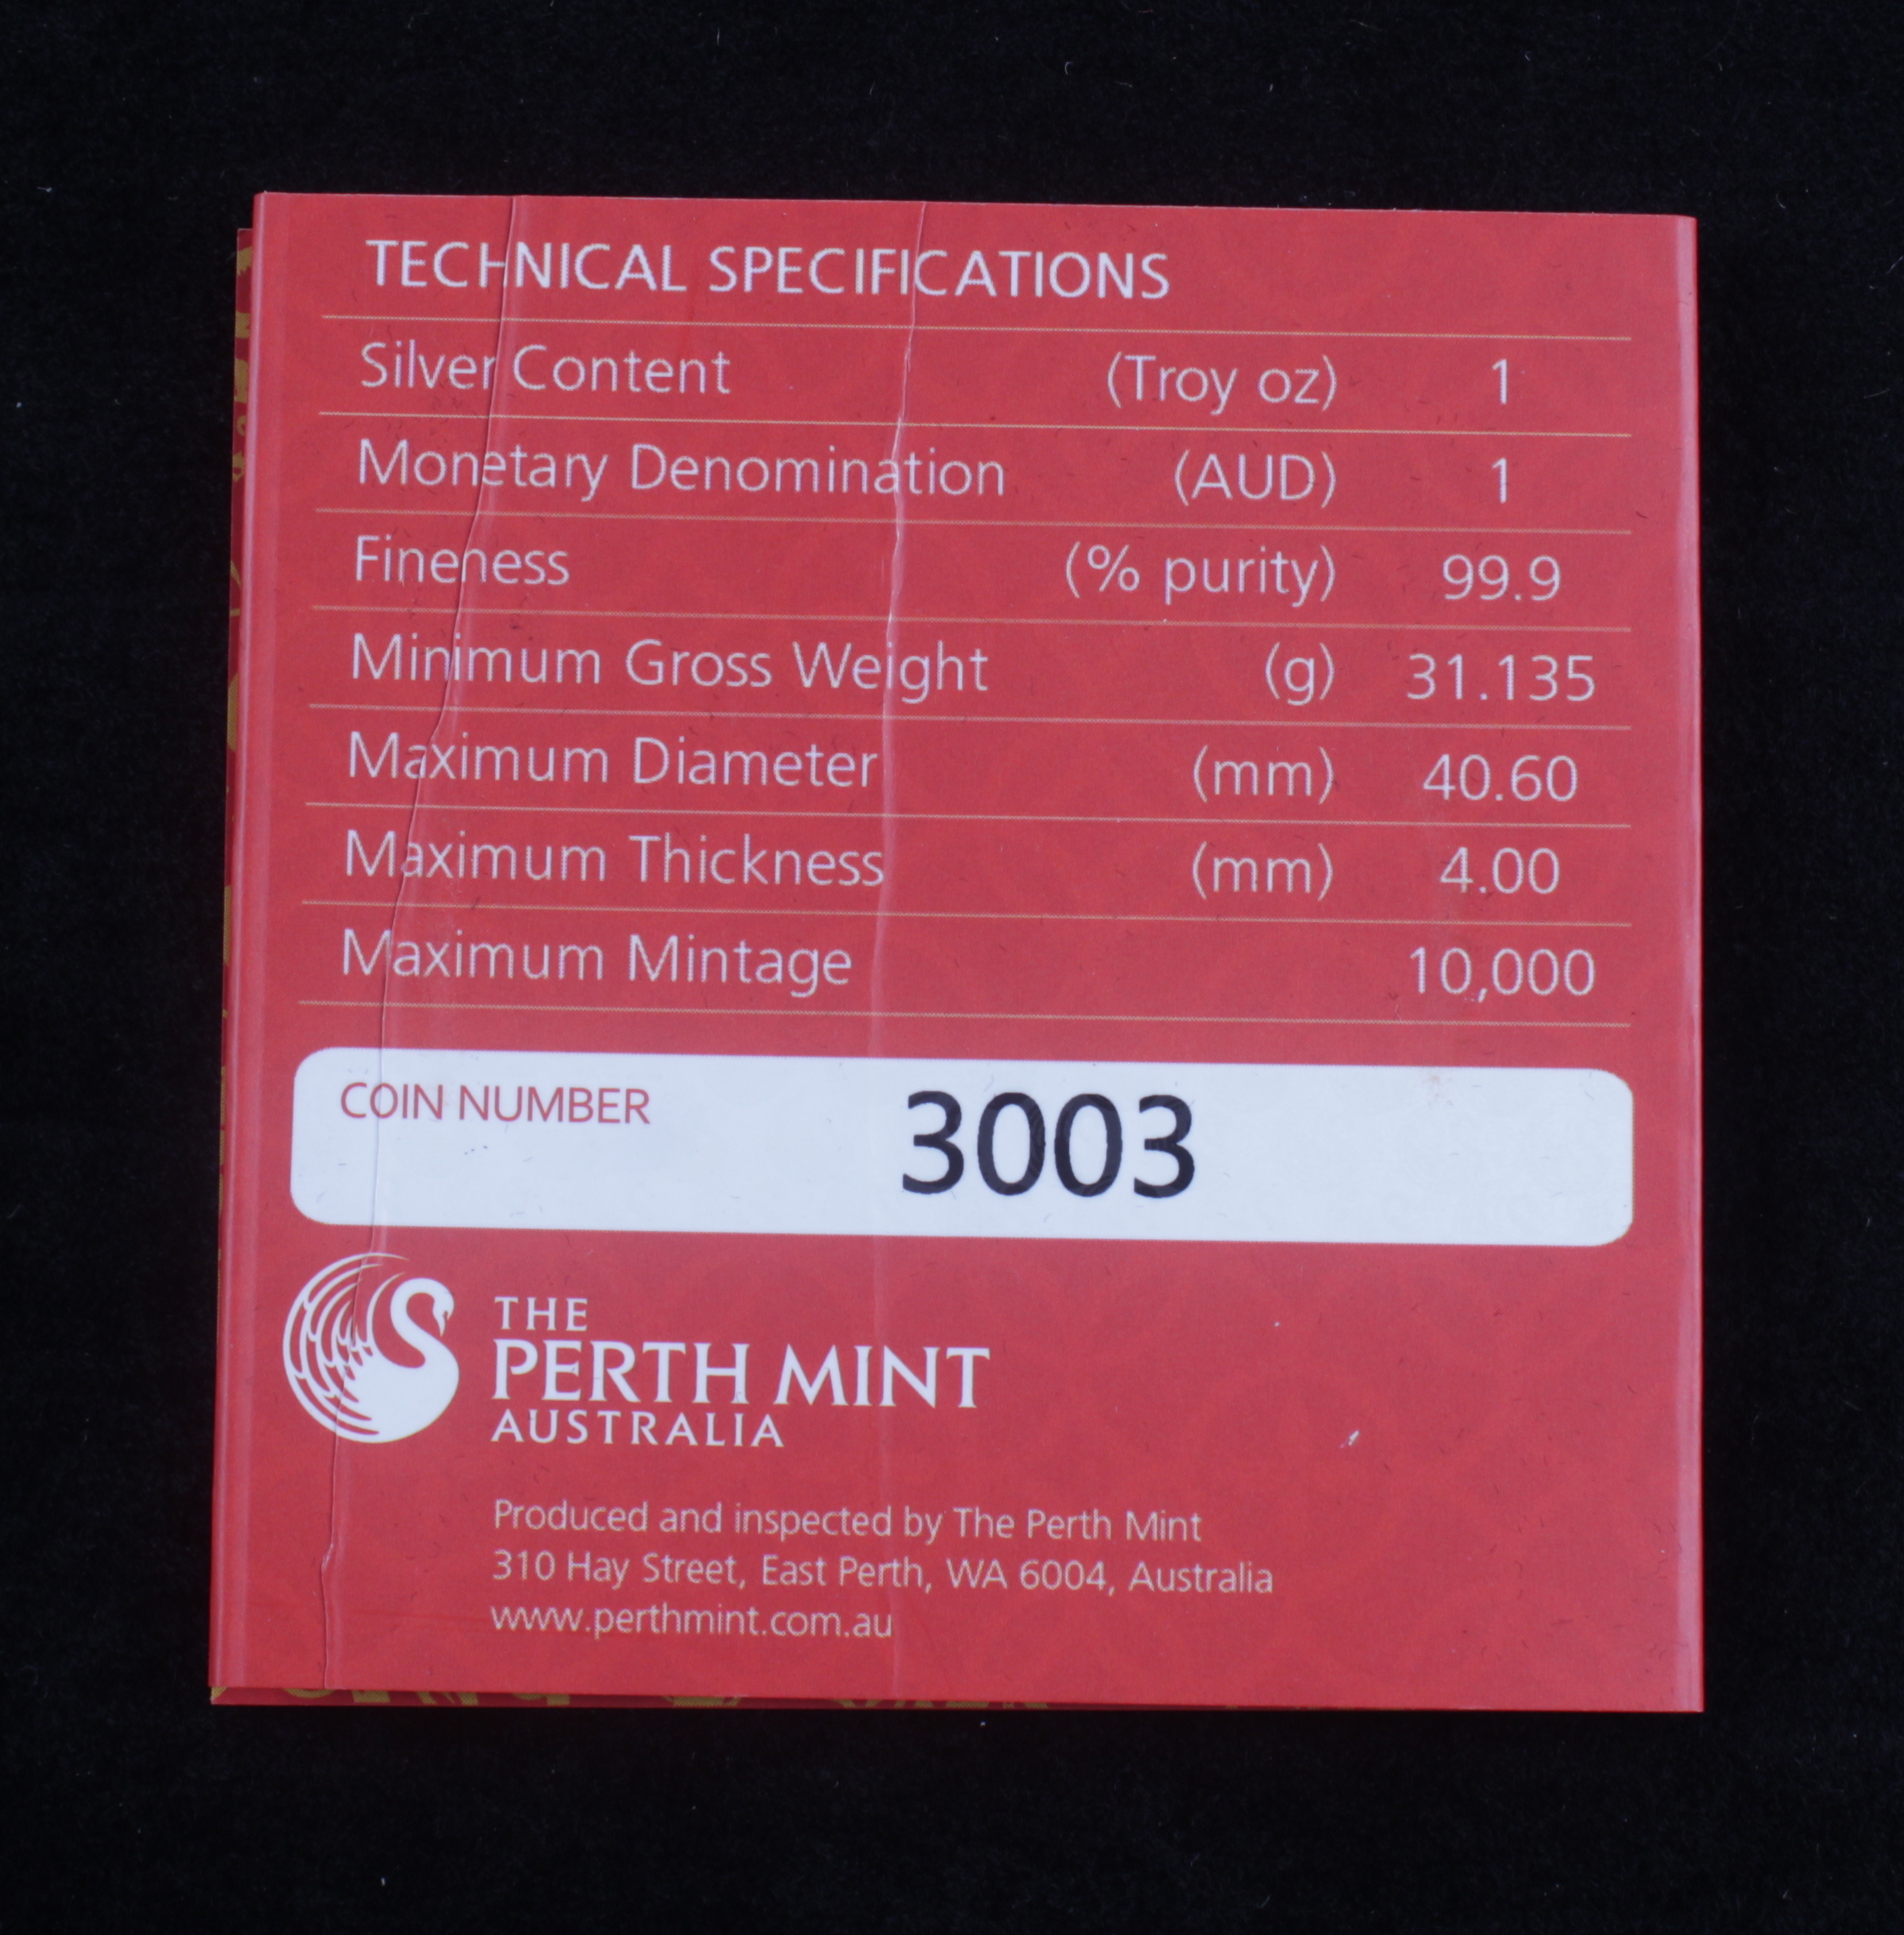 TECHNICAL SPECIFICATIONS
Silver Content (Troy oz) 1
Monetary Denomination (AUD) 1
Fineness (% purity) 99.9
Minimum Gross Weight (g) 31.135
Maximum Diameter (mm) 40.60
Maximum Thickness (mm) 4.00
Maximum Mintage 10,000
COIN NUMBER 3003
THE
PERTH MINT
AUSTRALIA
Produced and inspected by The Perth Mint
310 Hay Street, East Perth, WA 6004, Australia
www.perthmint.com.au